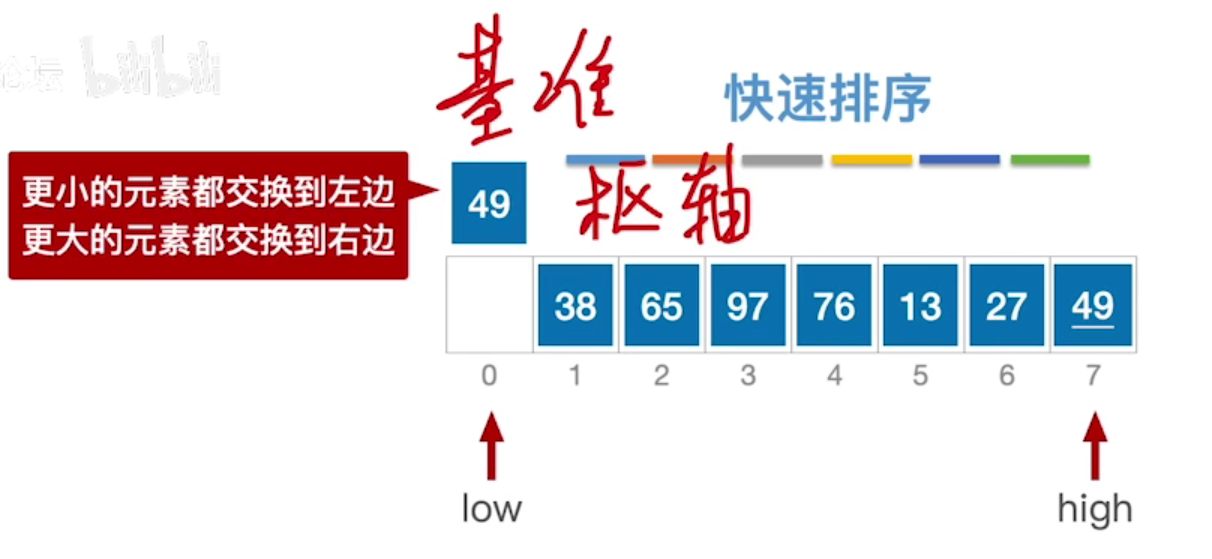 论坛 bilibili
基准
快速排序
更小的元素都交换到左边
更大的元素都交换到右边
49
枢轴
38 65 97 76 13 27 49
0 1 2 3 4 5 6 7
low high